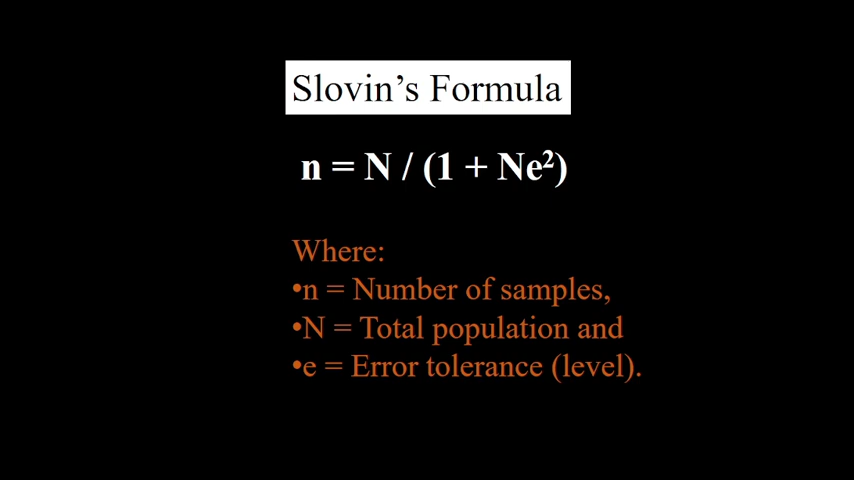 Slovin’s Formula
n = N / (1 + Ne²)
Where:
•n = Number of samples,
•N = Total population and
•e = Error tolerance (level).